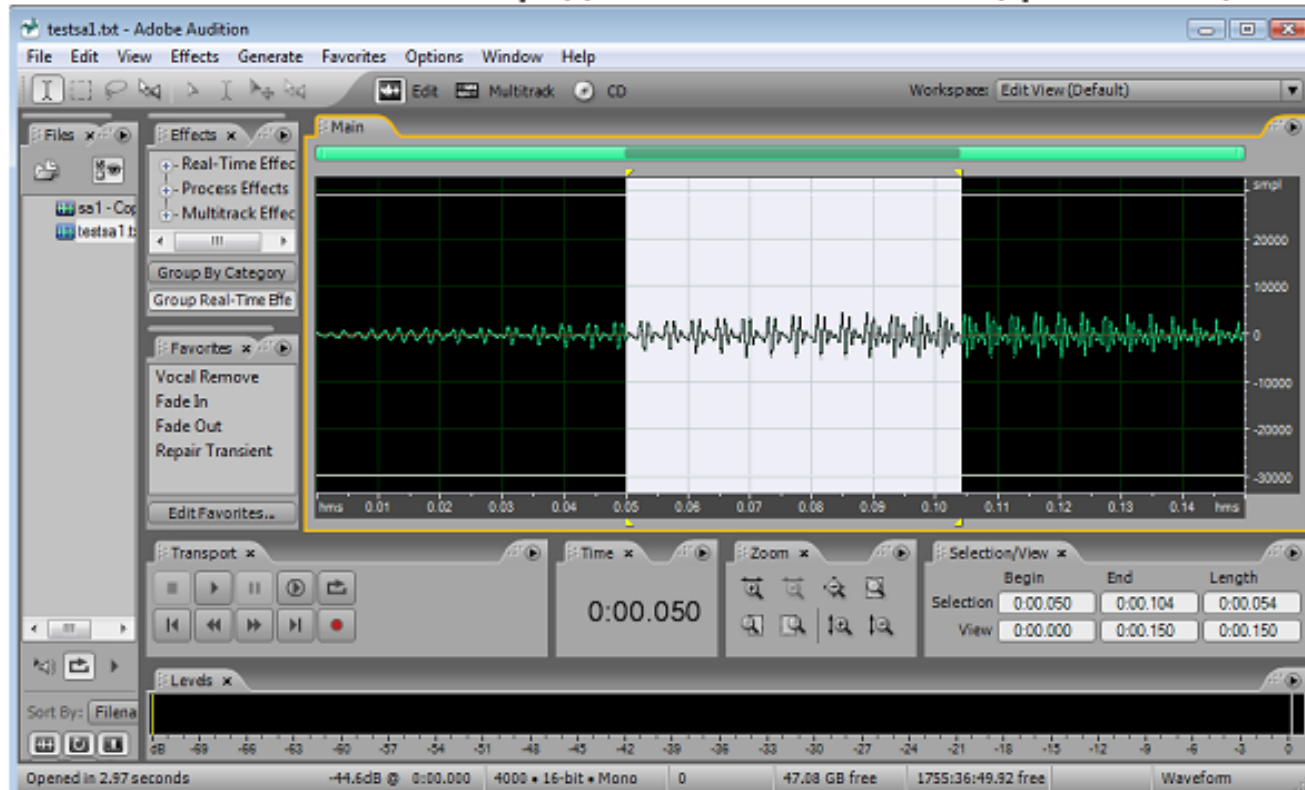 testsa1.txt - Adobe Audition
File Edit View Effects Generate Favorites Options Window Help
Edit Multitrack CD
Workspace: Edit View (Default)
Files
Effects
Main
Real-Time Effec
Process Effects
Multitrack Effec
sa1 - Cop
testsa1.t
Group By Category
Group Real-Time Effe
Favorites
Vocal Remove
Fade In
Fade Out
Repair Transient
Edit Favorites...
smpl
20000
10000
0
-10000
-20000
-30000
hms 0.01 0.02 0.03 0.04 0.05 0.06 0.07 0.08 0.09 0.10 0.11 0.12 0.13 0.14 hms
Transport
Time
0:00.050
Zoom
Selection/View
Begin End Length
Selection 0:00.050 0:00.104 0:00.054
View 0:00.000 0:00.150 0:00.150
Levels
Sort By: Filena
dB -69 -66 -63 -60 -57 -54 -51 -48 -45 -42 -39 -36 -33 -30 -27 -24 -21 -18 -15 -12 -9 -6 -3 0
Opened in 2.97 seconds -44.6dB @ 0:00.000 4000 • 16-bit • Mono 0 47.08 GB free 1755:36:49.92 free Waveform